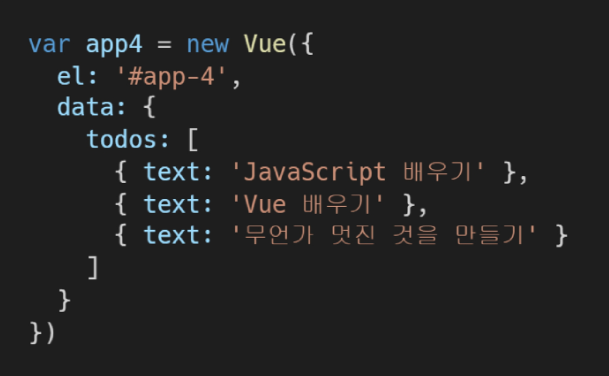 var app4 = new Vue({
  el: '#app-4',
  data: {
    todos: [
      { text: 'JavaScript 배우기' },
      { text: 'Vue 배우기' },
      { text: '무언가 멋진 것을 만들기' }
    ]
  }
})